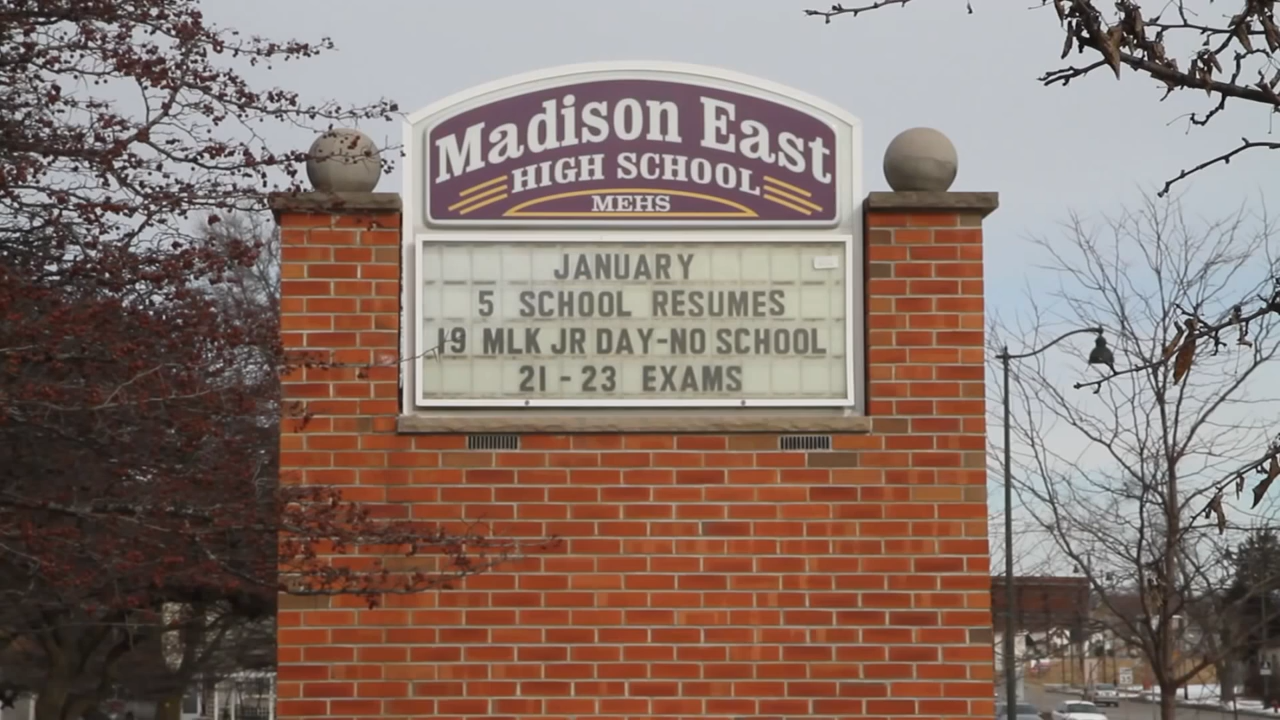 Madison East
HIGH SCHOOL
MEHS
JANUARY
5 SCHOOL RESUMES
19 MLK JR DAY-NO SCHOOL
21-23 EXAMS